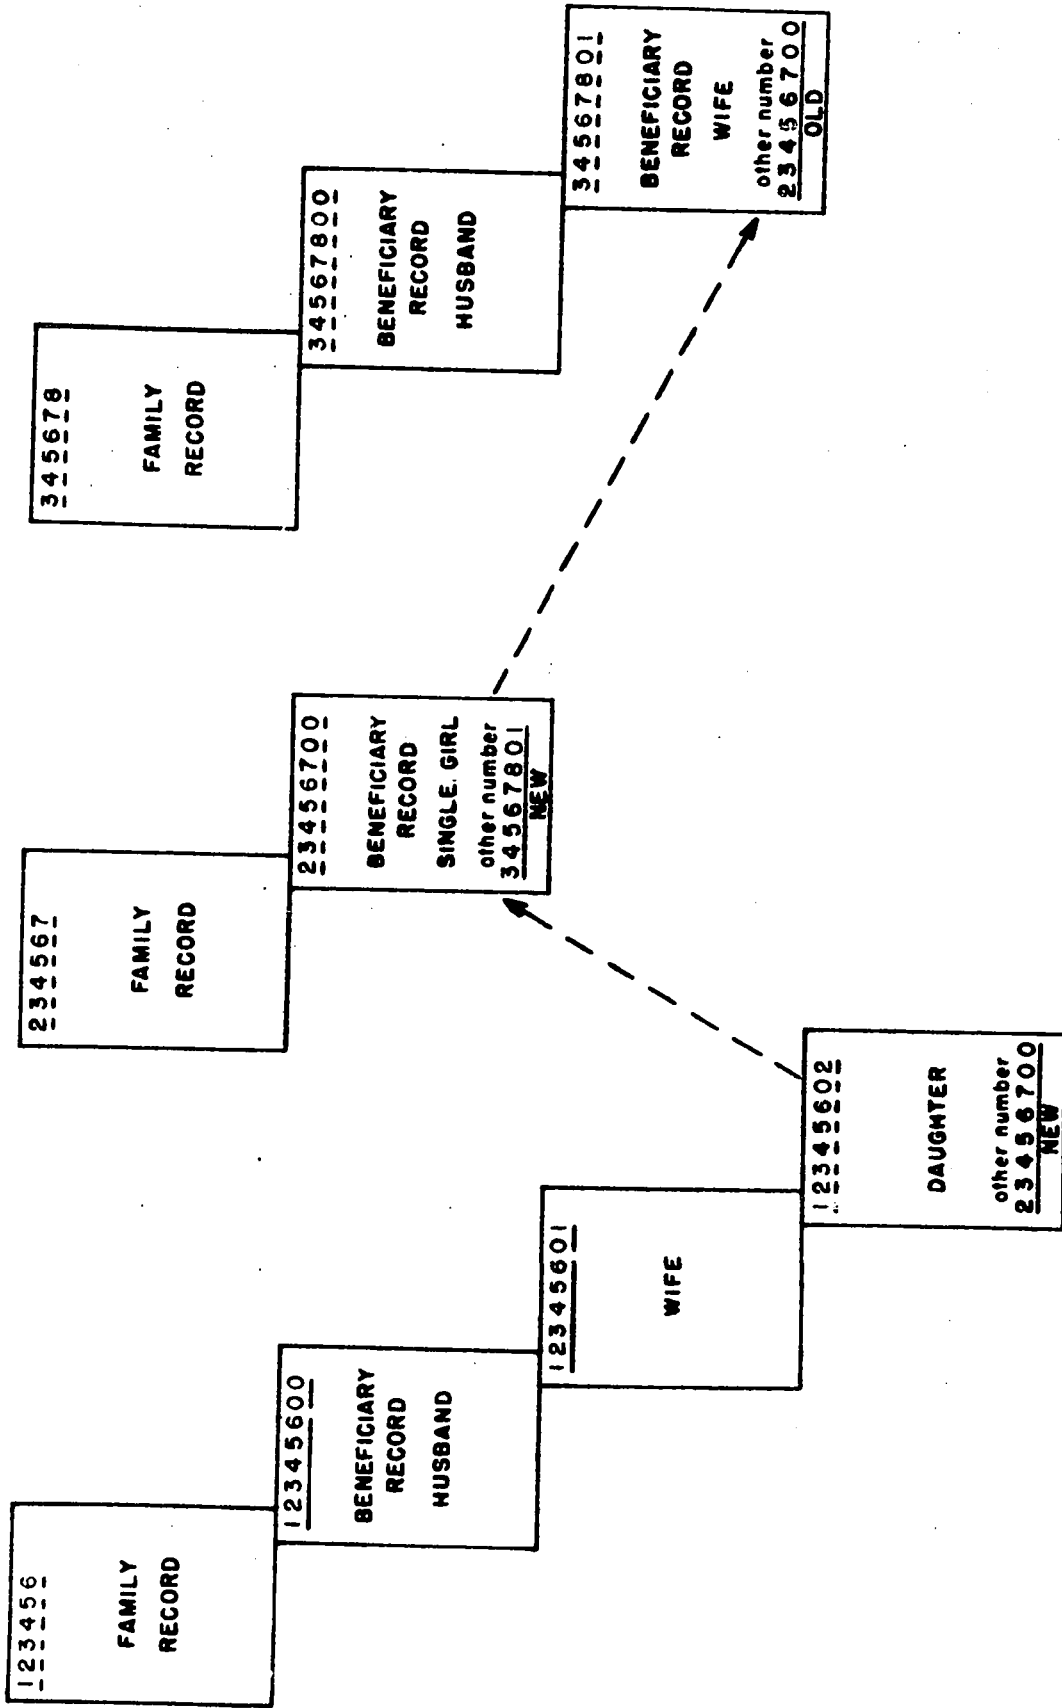 123456
FAMILY
RECORD
12345600
BENEFICIARY
RECORD
HUSBAND
12345601
WIFE
12345602
DAUGHTER
other number
23456700
NEW
234567
FAMILY
RECORD
23456700
BENEFICIARY
RECORD
SINGLE GIRL
other number
34567801
NEW
345678
FAMILY
RECORD
34567800
BENEFICIARY
RECORD
HUSBAND
34567801
BENEFICIARY
RECORD
WIFE
other number
23456700
OLD